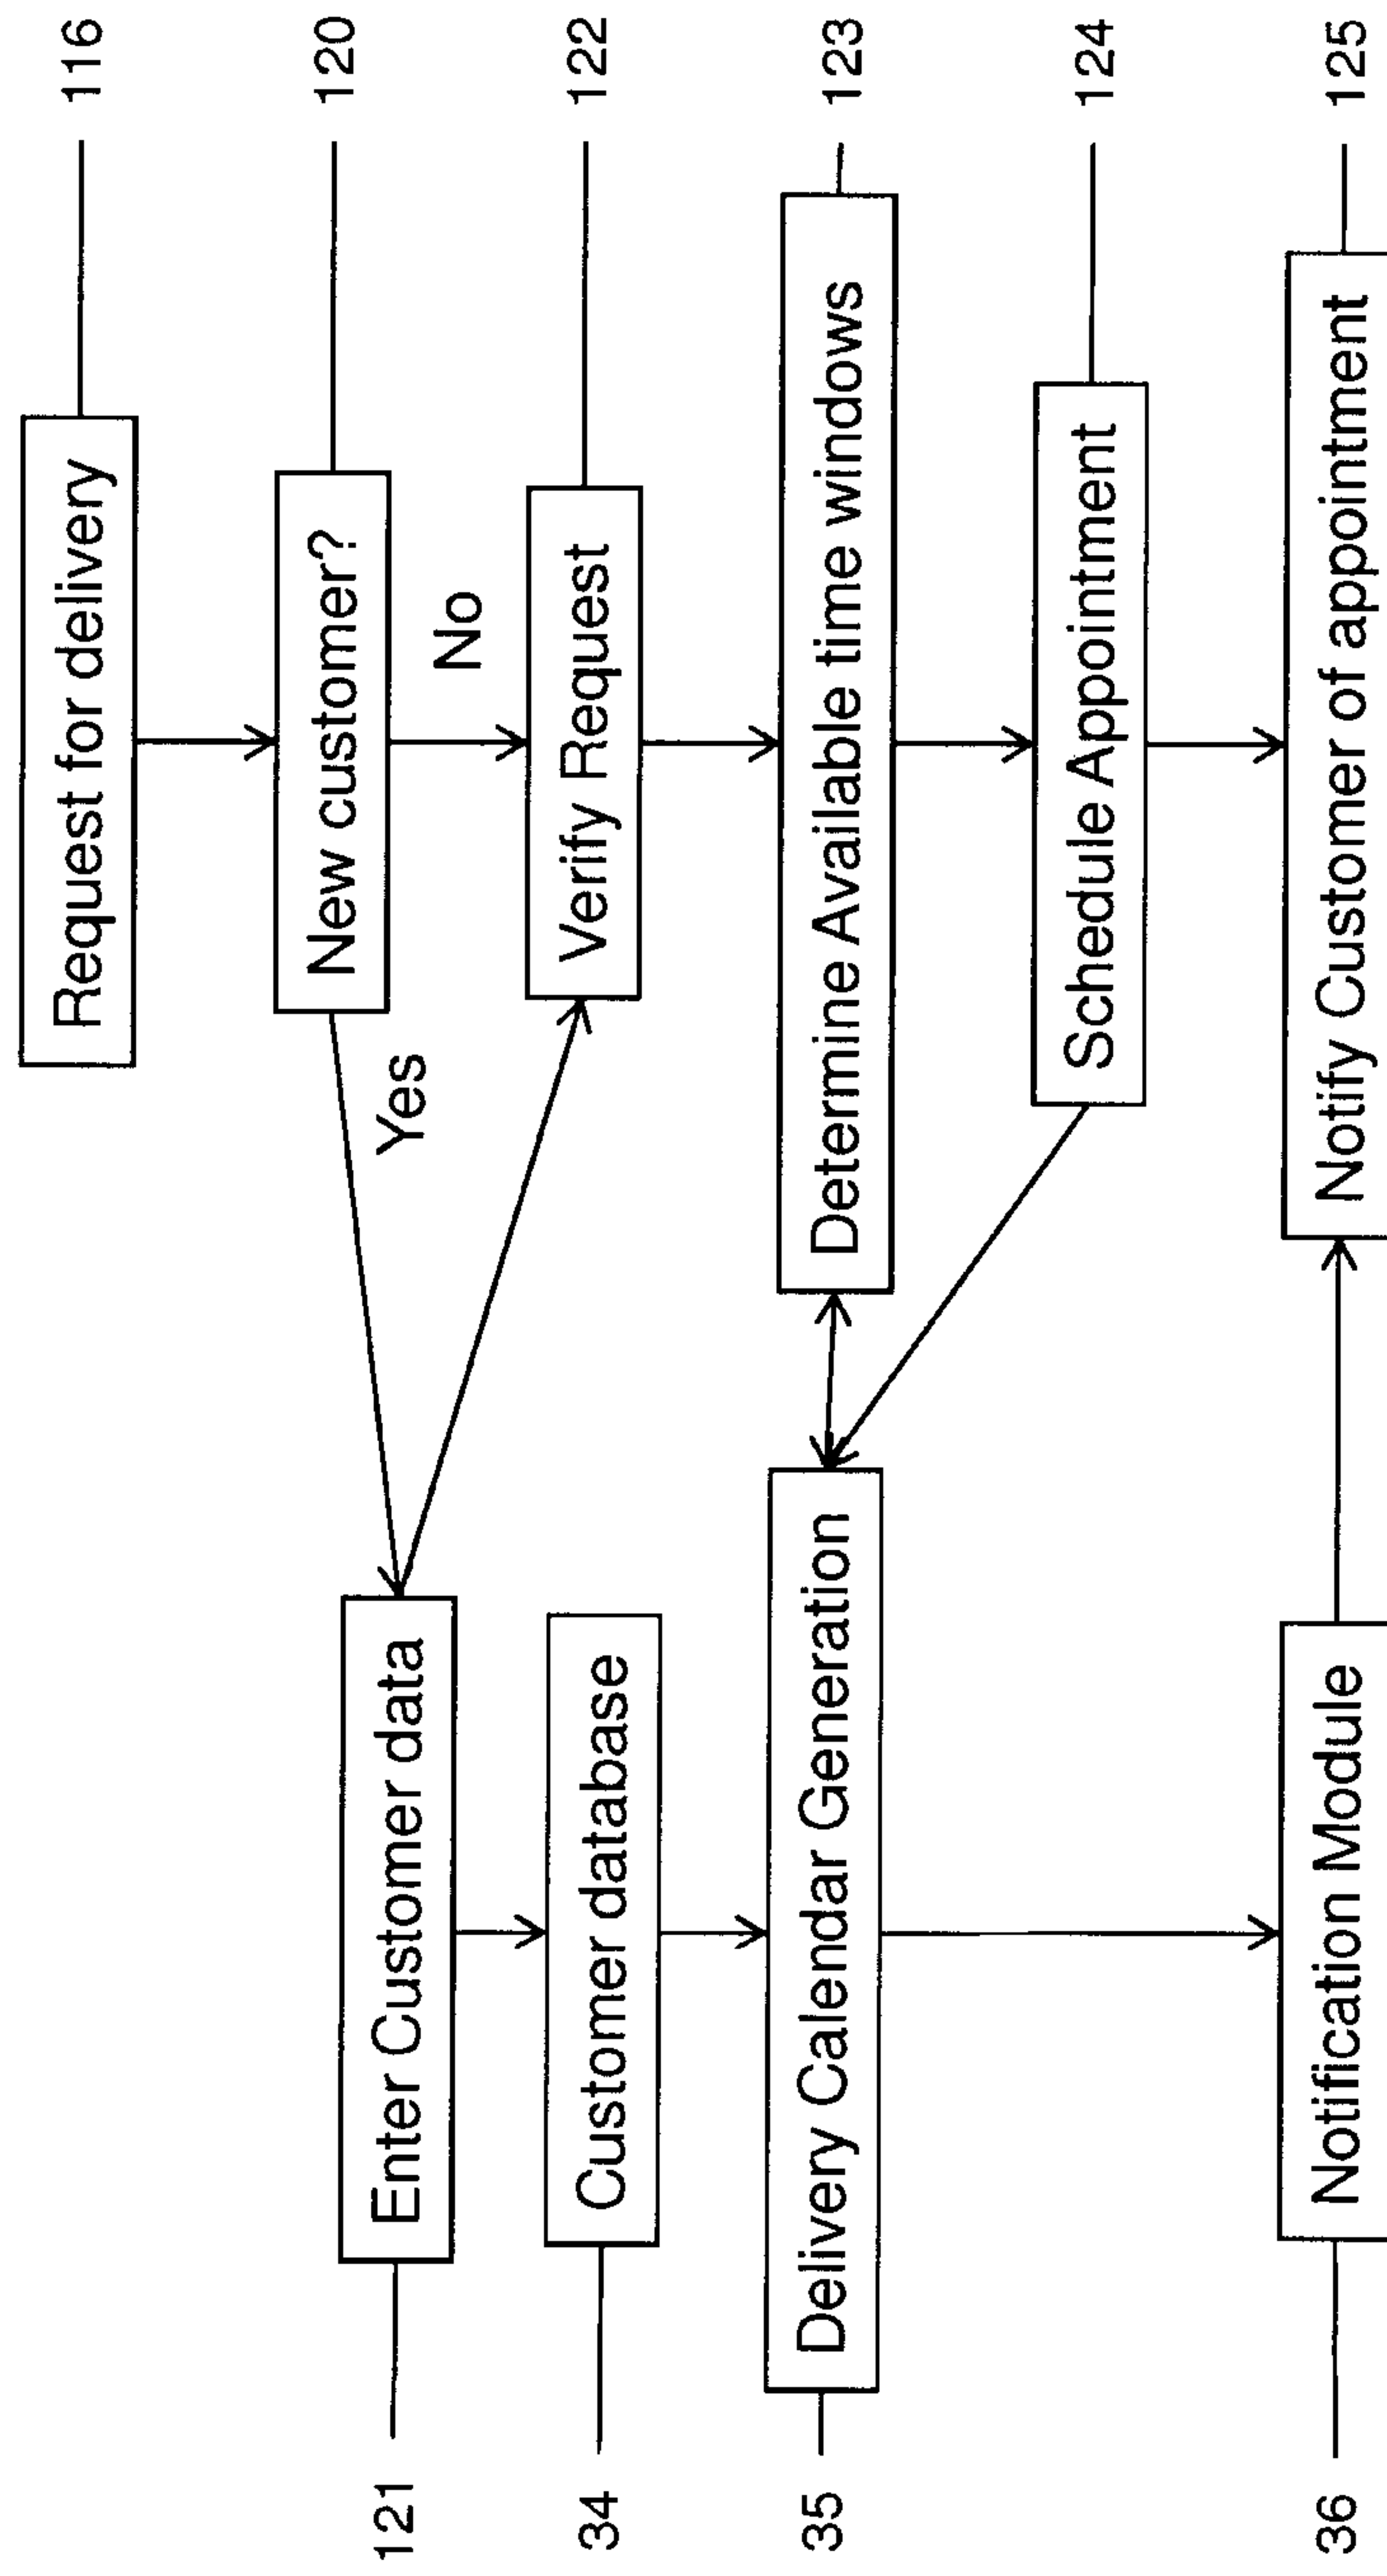 Request for delivery 116
New customer? 120
Yes
No
121 Enter Customer data
Verify Request 122
34 Customer database
35 Delivery Calendar Generation
Determine Available time windows 123
Schedule Appointment 124
36 Notification Module
Notify Customer of appointment 125